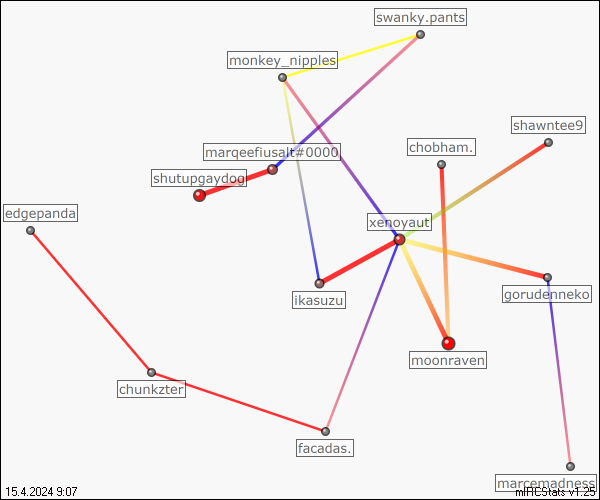 swanky.pants
monkey_nipples
shawntee9
chobham.
marqeefiusalt#0000
shutupgaydog
edgepanda
xenoyaut
ikasuzu
gorudenneko
moonraven
chunkzter
facadas.
marcemadness
15.4.2024 9:07
mIRCStats v1.25